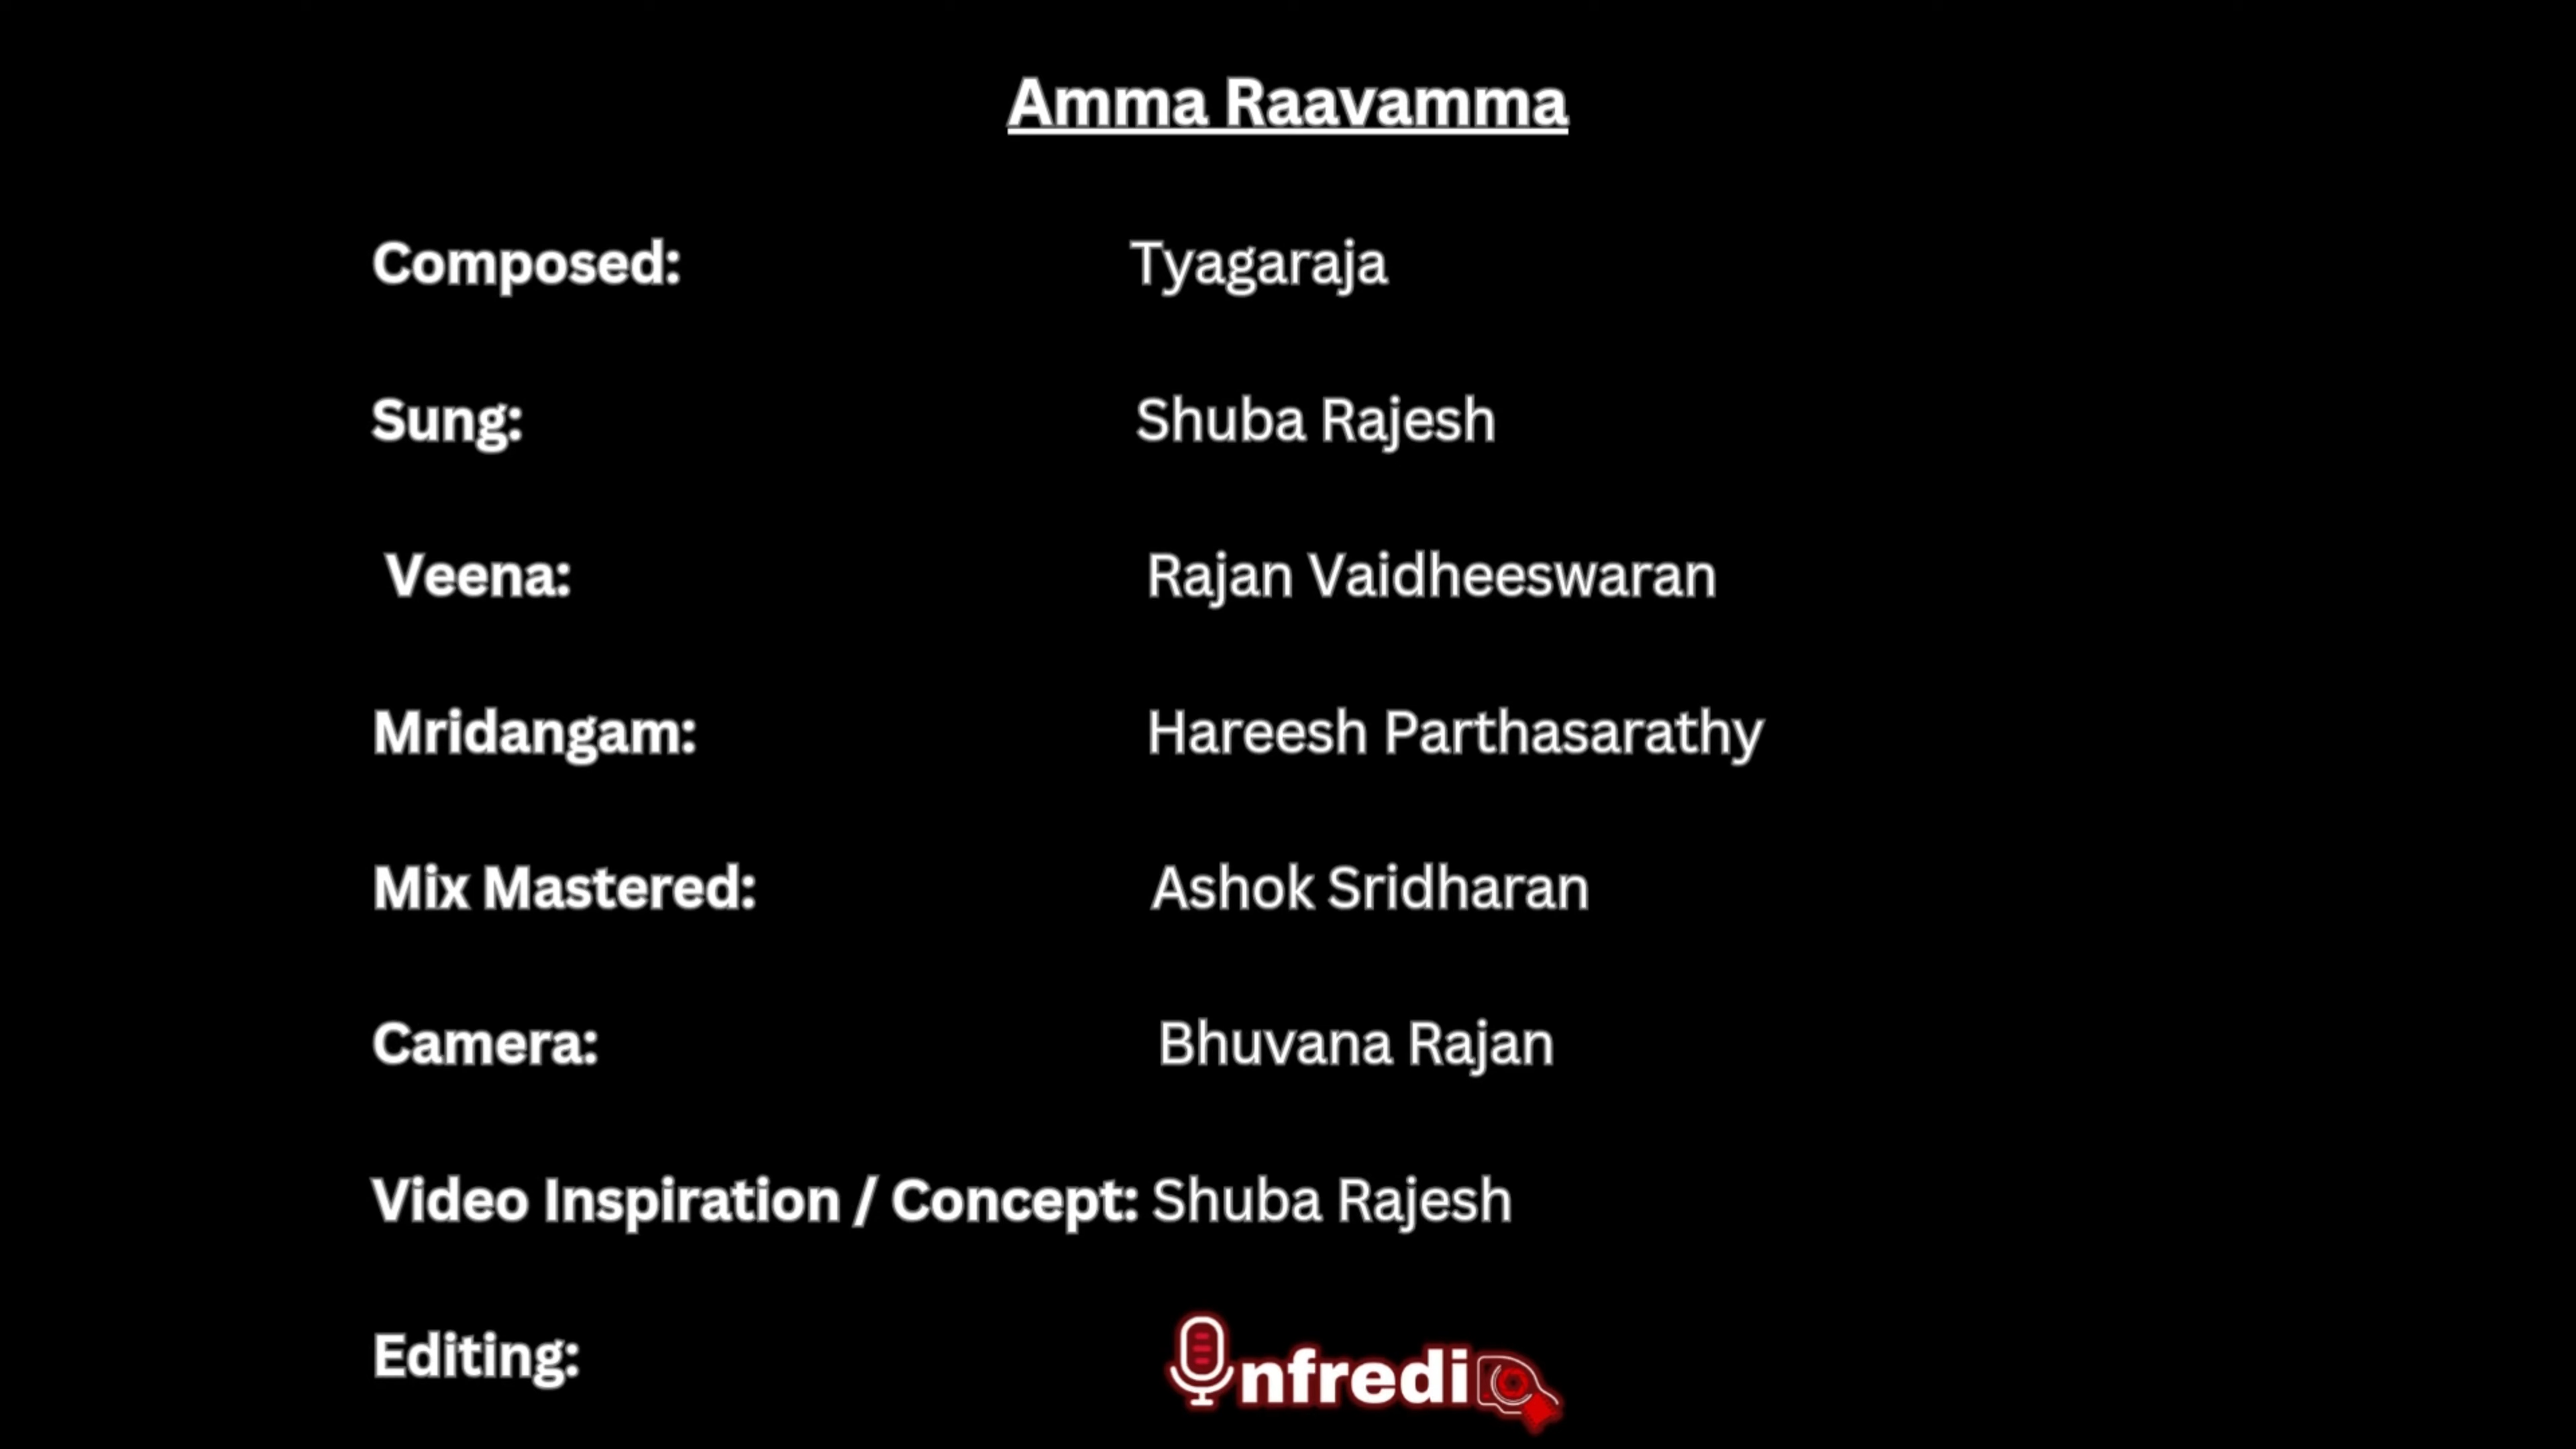 Amma Raavamma
Composed: Tyagaraja
Sung: Shuba Rajesh
Veena: Rajan Vaidheeswaran
Mridangam: Hareesh Parthasarathy
Mix Mastered: Ashok Sridharan
Camera: Bhuvana Rajan
Video Inspiration / Concept: Shuba Rajesh
Editing: nfredi